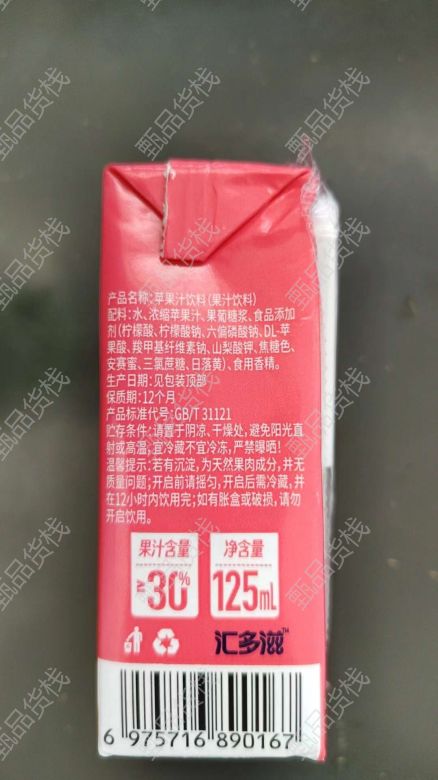 产品名称:苹果汁饮料(果汁饮料)
配料:水、浓缩苹果汁、果葡糖浆、食品添加
剂(柠檬酸、柠檬酸钠、六偏磷酸钠、DL-苹
果酸、羧甲基纤维素钠、山梨酸钾、焦糖色、
安赛蜜、三氯蔗糖、日落黄)、食用香精。
生产日期:见包装顶部
保质期:12个月
产品标准代号:GB/T 31121
贮存条件:请置于阴凉、干燥处,避免阳光直
射或高温;宜冷藏不宜冷冻,严禁曝晒!
温馨提示:若有沉淀,为天然果肉成分,并无
质量问题;开启前请摇匀,开启后需冷藏,并
在12小时内饮用完;如有胀盒或破损,请勿
开启饮用。
果汁含量
≥30%
净含量
125mL
汇多滋™
6 975716 890167
甄品货栈